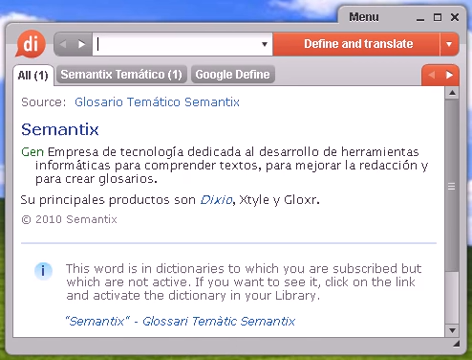 Menu
di
Define and translate
All (1) Semantix Temático (1) Google Define
Source: Glosario Temático Semantix
Semantix
Gen Empresa de tecnología dedicada al desarrollo de herramientas
informáticas para comprender textos, para mejorar la redacción y
para crear glosarios.
Su principales productos son Dixio, Xtyle y Gloxr.
© 2010 Semantix
i
This word is in dictionaries to which you are subscribed but
which are not active. If you want to see it, click on the link
and activate the dictionary in your Library.
"Semantix" - Glossari Temàtic Semantix